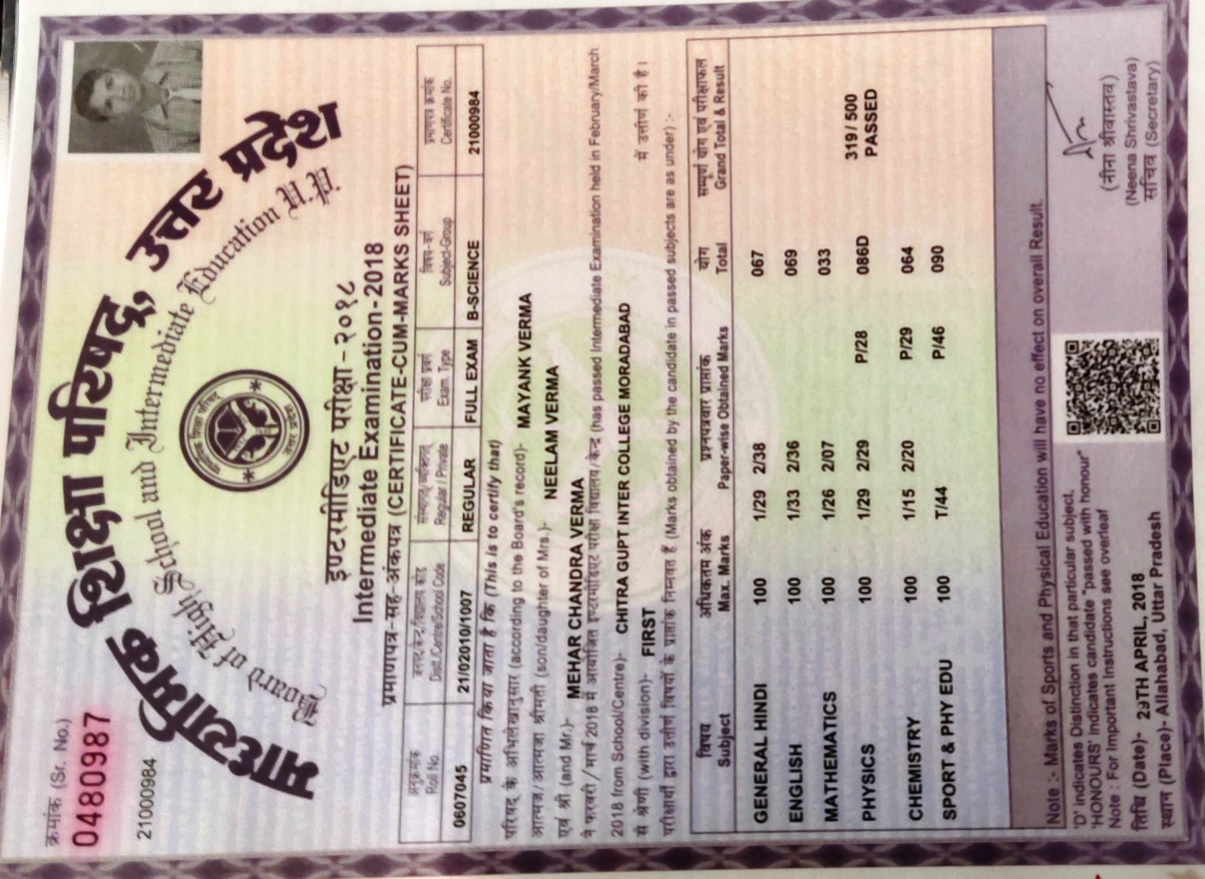 क्रमांक (Sr. No.)
0480987
21000984
माध्यमिक शिक्षा परिषद्, उत्तर प्रदेश
Board of High School and Intermediate Education U.P.
इण्टरमीडिएट परीक्षा-२०१८
Intermediate Examination-2018
प्रमाणपत्र-सह-अंकपत्र (CERTIFICATE-CUM-MARKS SHEET)
अनुक्रमांक जनपद/केन्द्र/विद्यालय कोड संस्थागत/व्यक्तिगत परीक्षा प्रकार विषय-वर्ग प्रमाणपत्र क्रमांक
Roll No. Dist./Centre/School Code Regular / Private Exam. Type Subject-Group Certificate No.
0607045 21/02010/1007 REGULAR FULL EXAM B-SCIENCE 21000984
प्रमाणित किया जाता है कि (This is to certify that)
परिषद के अभिलेखानुसार (according to the Board's record)- MAYANK VERMA
आत्मज/आत्मजा श्रीमती (son/daughter of Mrs.)- NEELAM VERMA
एवं श्री (and Mr.)- MEHAR CHANDRA VERMA
ने फरवरी/मार्च 2018 में आयोजित इण्टरमीडिएट परीक्षा विद्यालय/केन्द्र (has passed Intermediate Examination held in February/March
2018 from School/Centre)- CHITRA GUPT INTER COLLEGE MORADABAD
से श्रेणी (with division)- FIRST में उत्तीर्ण की है।
परीक्षार्थी द्वारा उत्तीर्ण विषयों के प्राप्तांक निम्नवत हैं (Marks obtained by the candidate in passed subjects are as under) :-
विषय अधिकतम अंक प्रश्नपत्रवार प्राप्तांक योग सम्पूर्ण योग एवं परीक्षाफल
Subject Max. Marks Paper-wise Obtained Marks Total Grand Total & Result
GENERAL HINDI 100 1/29 2/38 067
ENGLISH 100 1/33 2/36 069
MATHEMATICS 100 1/26 2/07 033
PHYSICS 100 1/29 2/29 P/28 086D 319/ 500
PASSED
CHEMISTRY 100 1/15 2/20 P/29 064
SPORT & PHY EDU 100 T/44 P/46 090
Note :- Marks of Sports and Physical Education will have no effect on overall Result.
'D' indicates Distinction in that particular subject.
'HONOURS' indicates candidate "passed with honour"
Note : For Important Instructions see overleaf
तिथि (Date)- 29TH APRIL, 2018
स्थान (Place)- Allahabad, Uttar Pradesh
(नीना श्रीवास्तव)
(Neena Shrivastava)
सचिव (Secretary)